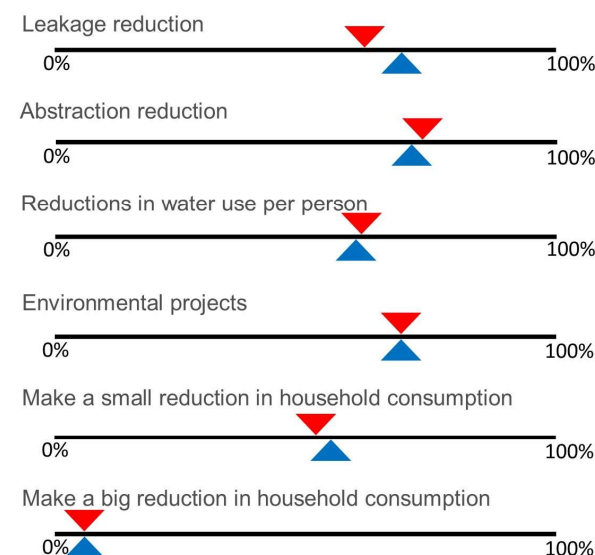 Leakage reduction
0% 100%
Abstraction reduction
0% 100%
Reductions in water use per person
0% 100%
Environmental projects
0% 100%
Make a small reduction in household consumption
0% 100%
Make a big reduction in household consumption
0% 100%